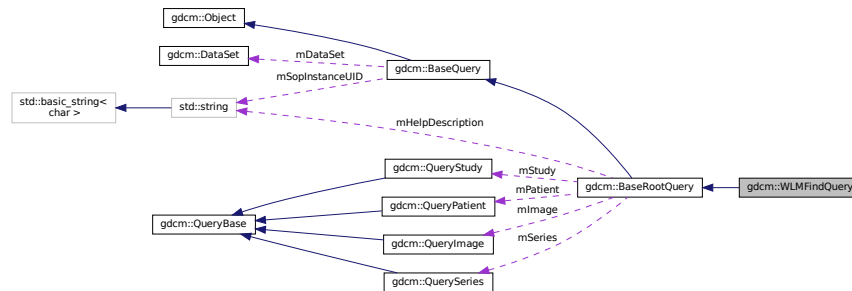 gdcm::Object
gdcm::DataSet
mDataSet
gdcm::BaseQuery
mSopInstanceUID
std::basic_string<
char >
std::string
mHelpDescription
gdcm::QueryStudy
mStudy
gdcm::BaseRootQuery
gdcm::WLMFindQuery
mPatient
gdcm::QueryPatient
mImage
gdcm::QueryBase
mSeries
gdcm::QueryImage
gdcm::QuerySeries